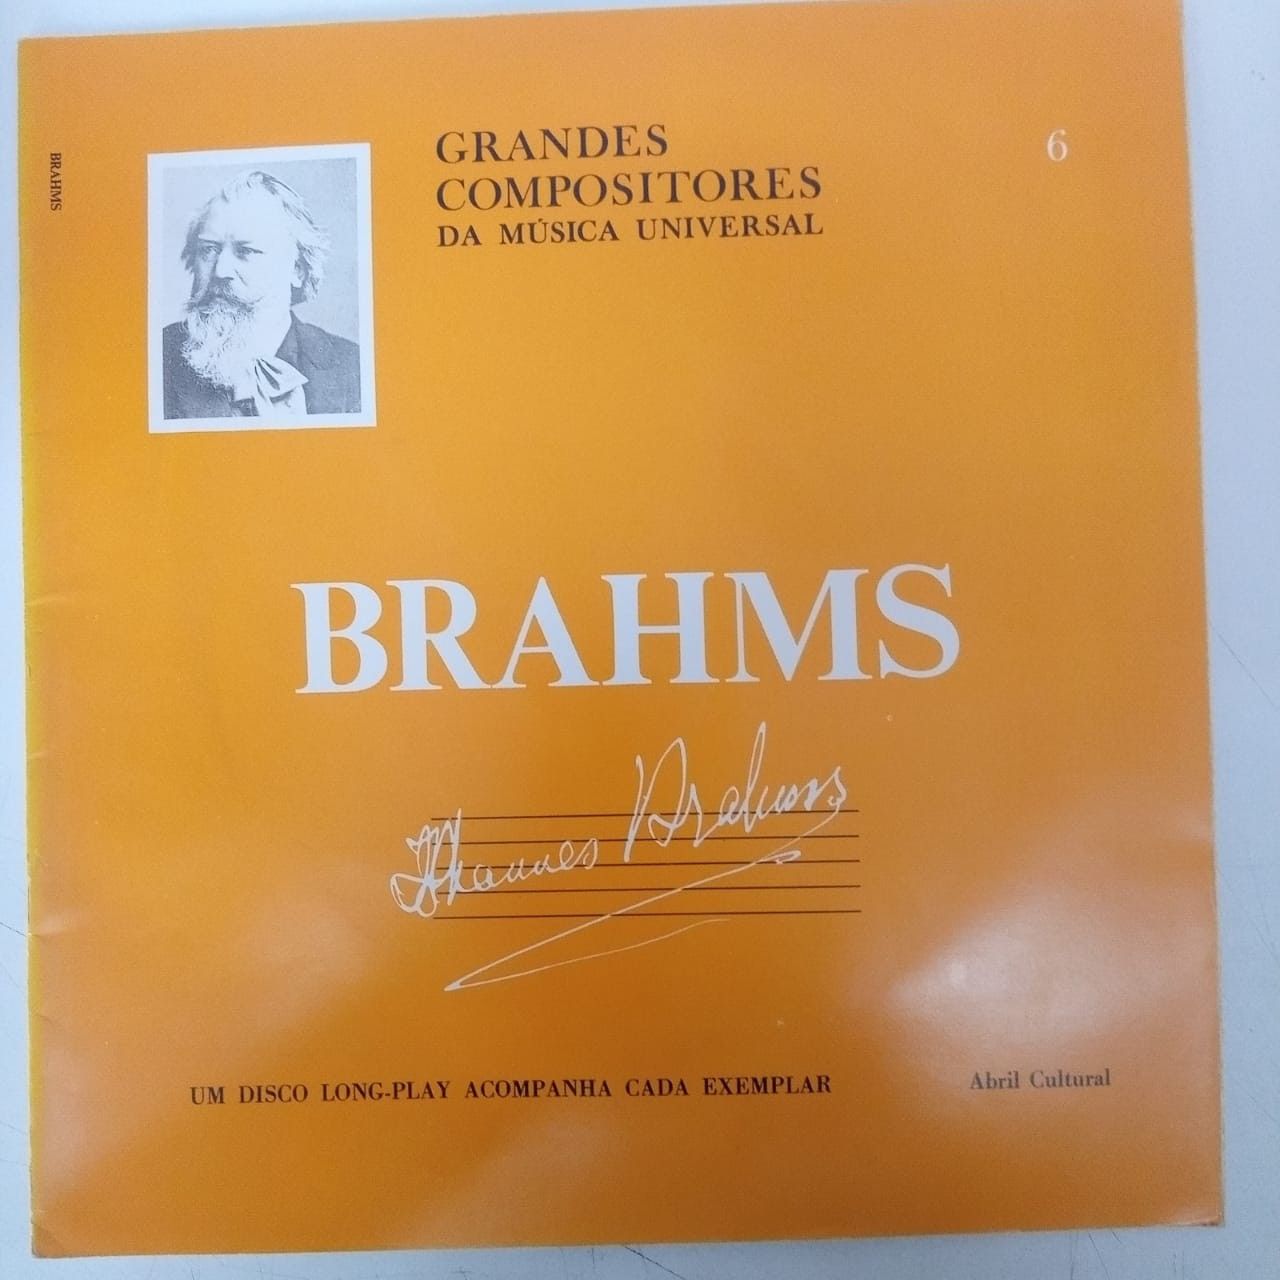 BRAHMS
GRANDES
COMPOSITORES
DA MÚSICA UNIVERSAL
6
BRAHMS
Johannes Brahms
UM DISCO LONG-PLAY ACOMPANHA CADA EXEMPLAR
Abril Cultural